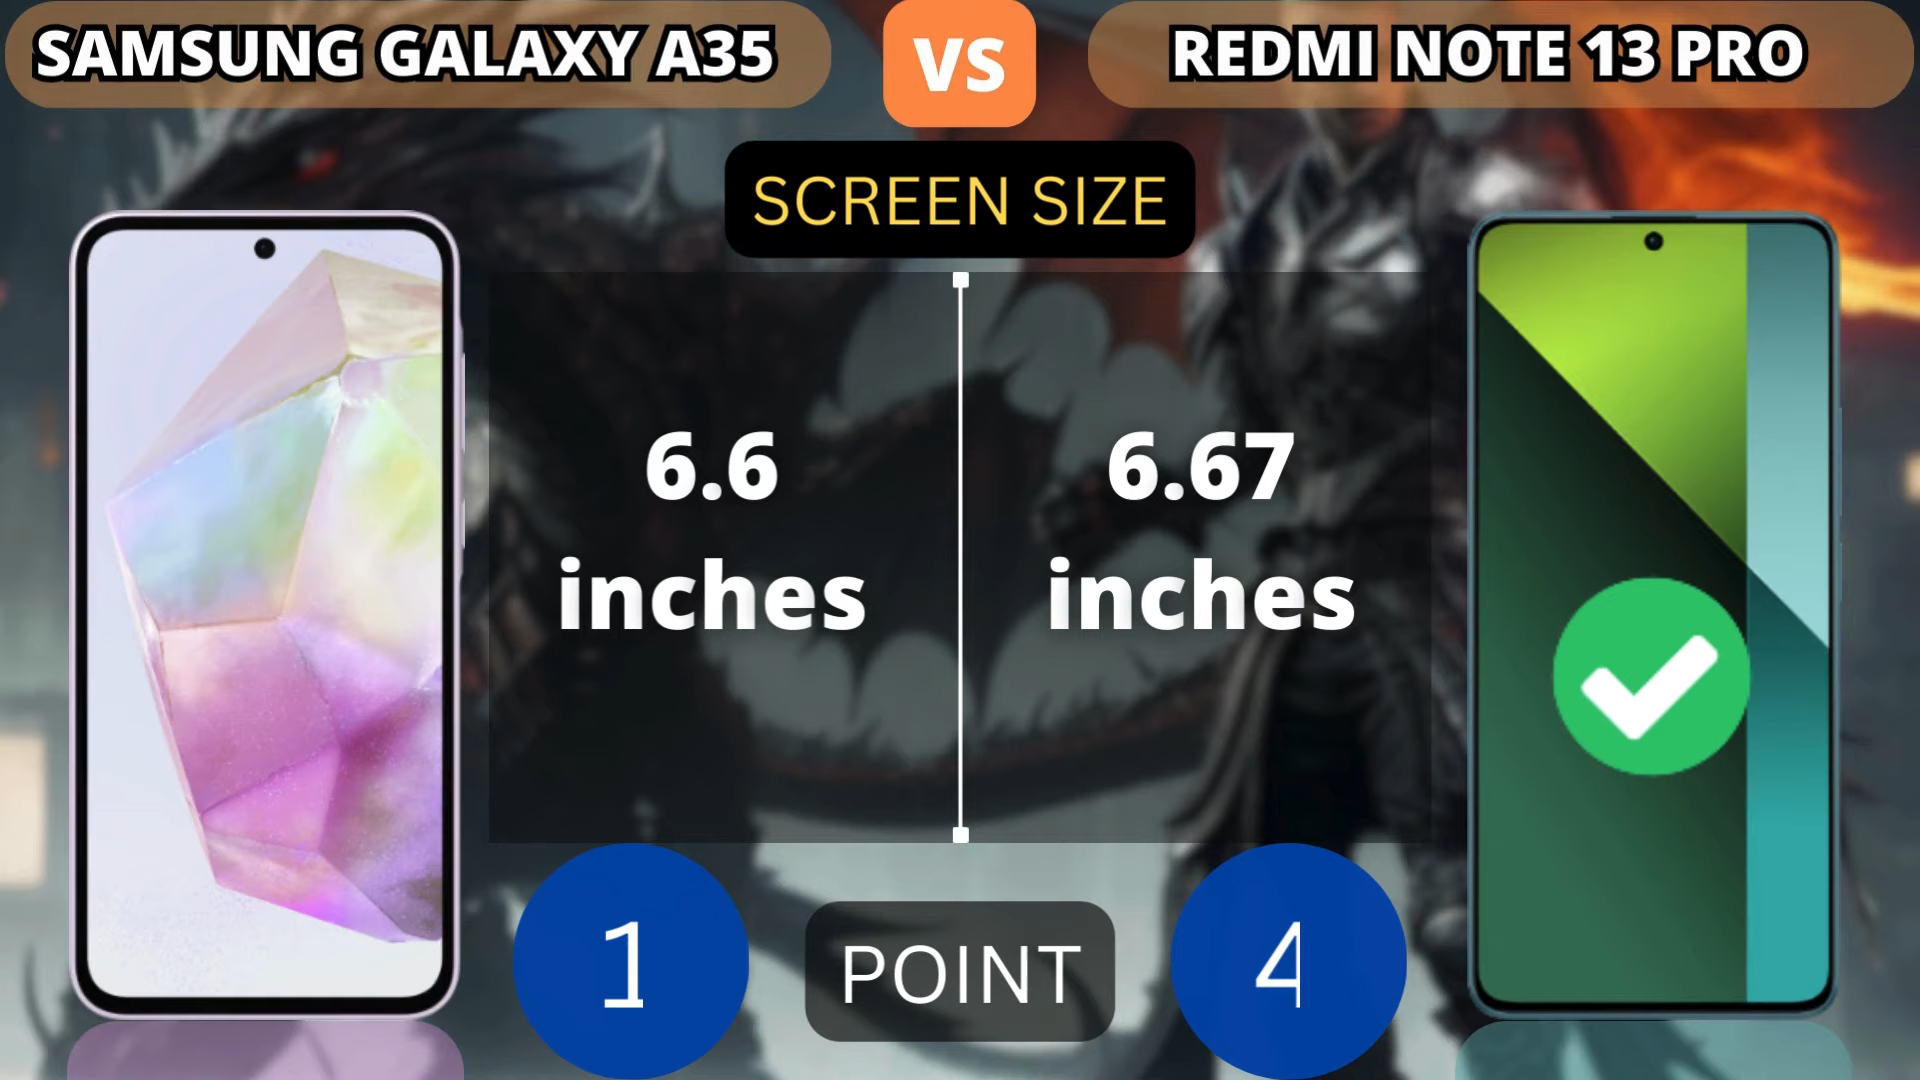 SAMSUNG GALAXY A35
VS
REDMI NOTE 13 PRO
SCREEN SIZE
6.6
inches
6.67
inches
1
POINT
4